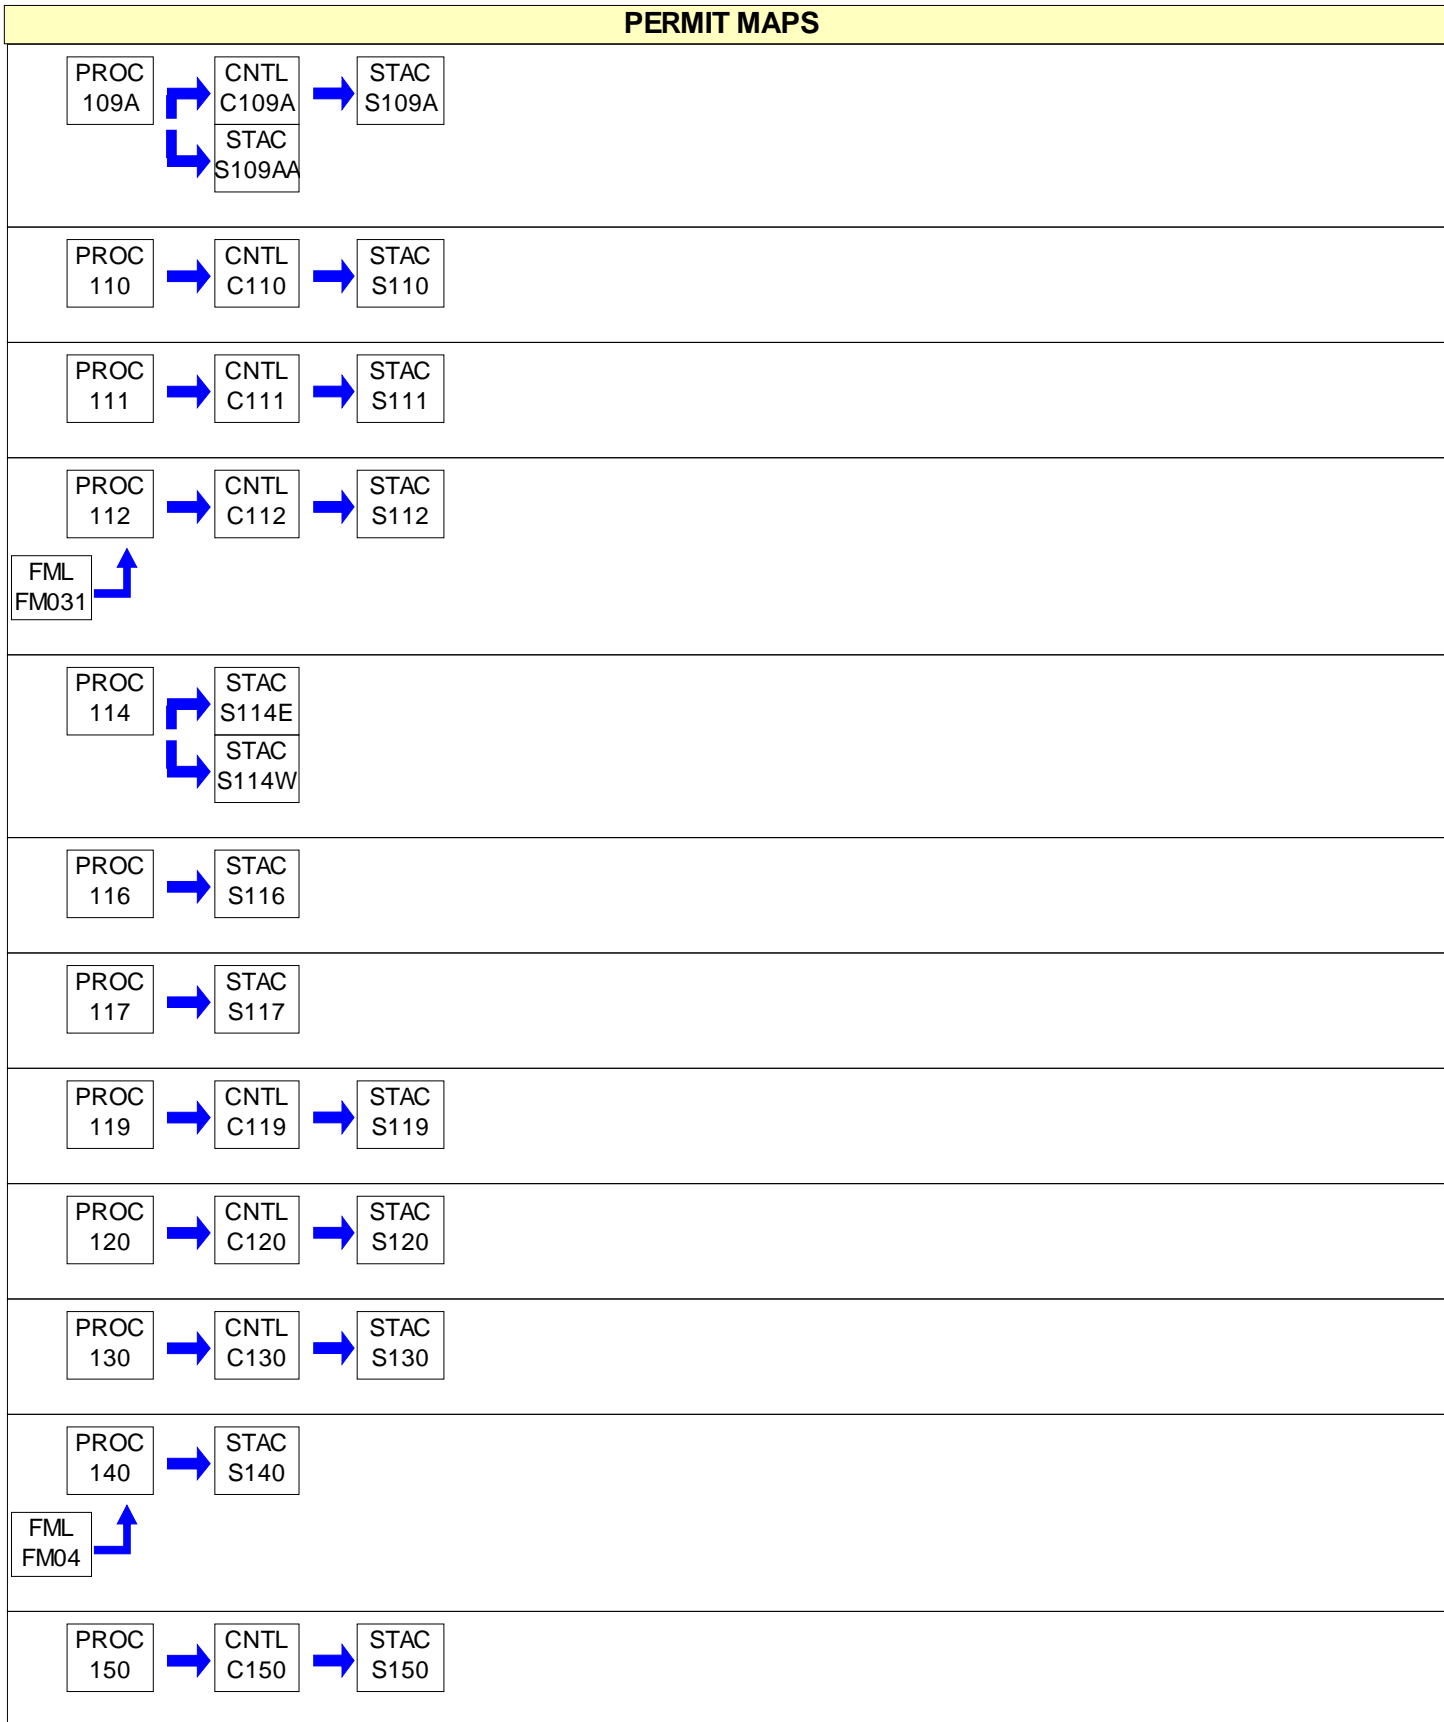 PERMIT MAPS
PROC
109A
CNTL
C109A
STAC
S109A
STAC
S109AA
PROC
110
CNTL
C110
STAC
S110
PROC
111
CNTL
C111
STAC
S111
PROC
112
CNTL
C112
STAC
S112
FML
FM031
PROC
114
STAC
S114E
STAC
S114W
PROC
116
STAC
S116
PROC
117
STAC
S117
PROC
119
CNTL
C119
STAC
S119
PROC
120
CNTL
C120
STAC
S120
PROC
130
CNTL
C130
STAC
S130
PROC
140
STAC
S140
FML
FM04
PROC
150
CNTL
C150
STAC
S150